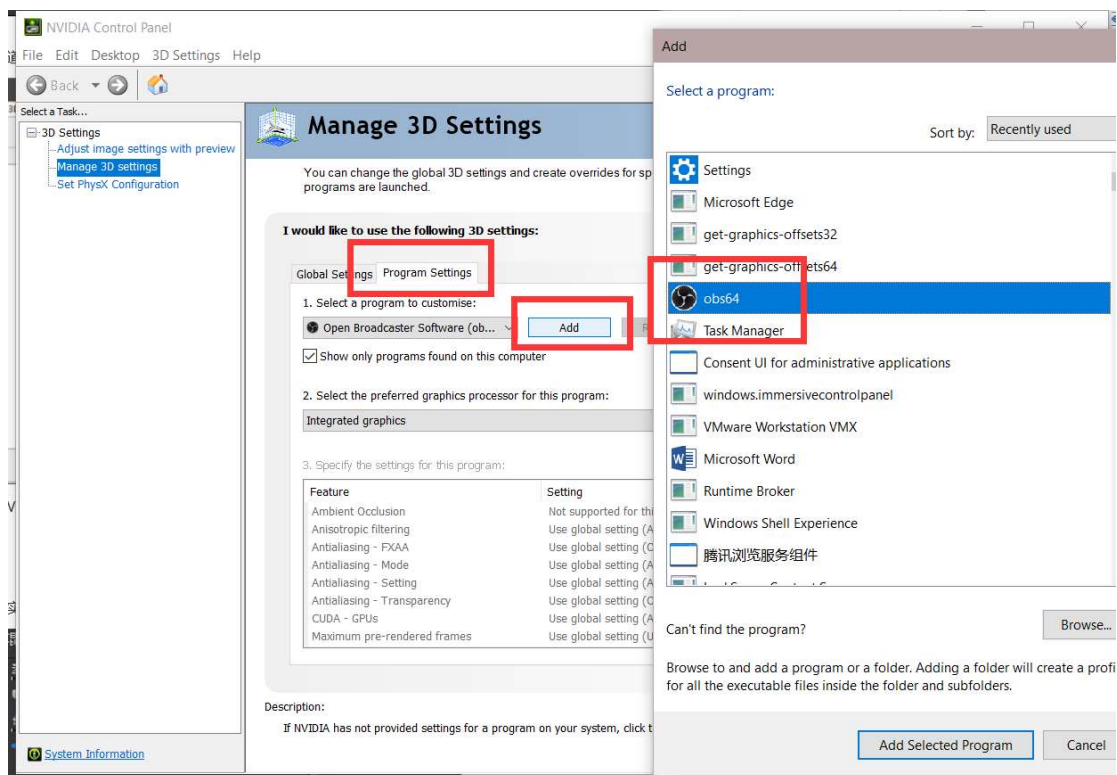 NVIDIA Control Panel
File Edit Desktop 3D Settings Help
Back
Select a Task...
3D Settings
Adjust image settings with preview
Manage 3D settings
Set PhysX Configuration
System Information
Manage 3D Settings
You can change the global 3D settings and create overrides for sp
programs are launched.
I would like to use the following 3D settings:
Global Settings Program Settings
1. Select a program to customise:
Open Broadcaster Software (ob... Add R
Show only programs found on this computer
2. Select the preferred graphics processor for this program:
Integrated graphics
3. Specify the settings for this program:
Feature Setting
Ambient Occlusion Not supported for thi
Anisotropic filtering Use global setting (A
Antialiasing - FXAA Use global setting (O
Antialiasing - Mode Use global setting (A
Antialiasing - Setting Use global setting (A
Antialiasing - Transparency Use global setting (O
CUDA - GPUs Use global setting (A
Maximum pre-rendered frames Use global setting (U
Description:
If NVIDIA has not provided settings for a program on your system, click t
Add
Select a program:
Sort by: Recently used
Settings
Microsoft Edge
get-graphics-offsets32
get-graphics-offsets64
obs64
Task Manager
Consent UI for administrative applications
windows.immersivecontrolpanel
VMware Workstation VMX
Microsoft Word
Runtime Broker
Windows Shell Experience
腾讯浏览服务组件
Can't find the program? Browse...
Browse to and add a program or a folder. Adding a folder will create a profi
for all the executable files inside the folder and subfolders.
Add Selected Program Cancel